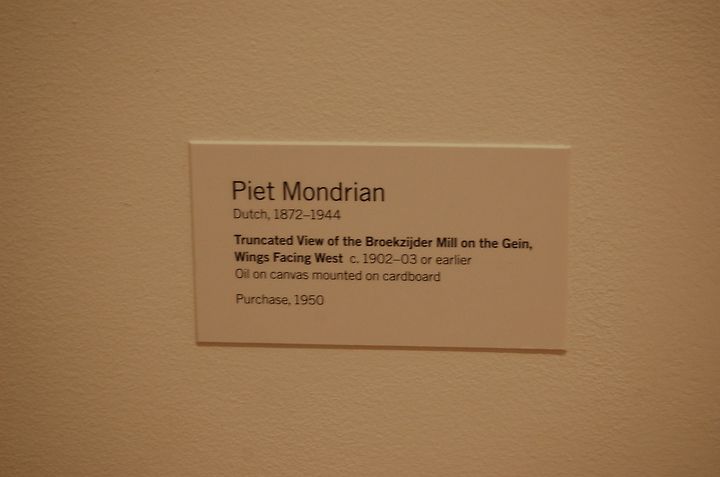 Piet Mondrian
Dutch, 1872–1944
Truncated View of the Broekzijder Mill on the Gein,
Wings Facing West c. 1902–03 or earlier
Oil on canvas mounted on cardboard
Purchase, 1950